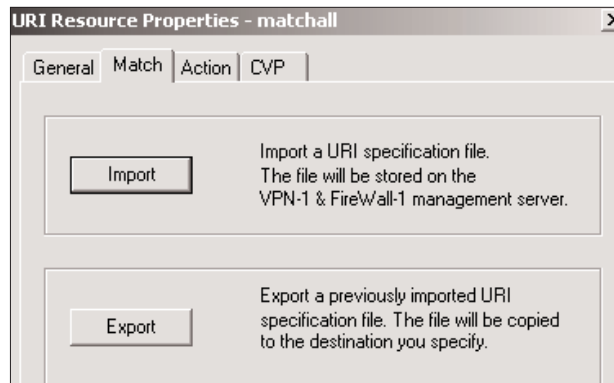 URI Resource Properties - matchall
General Match Action CVP
Import
Import a URI specification file.
The file will be stored on the
VPN-1 & FireWall-1 management server.
Export
Export a previously imported URI
specification file. The file will be copied
to the destination you specify.